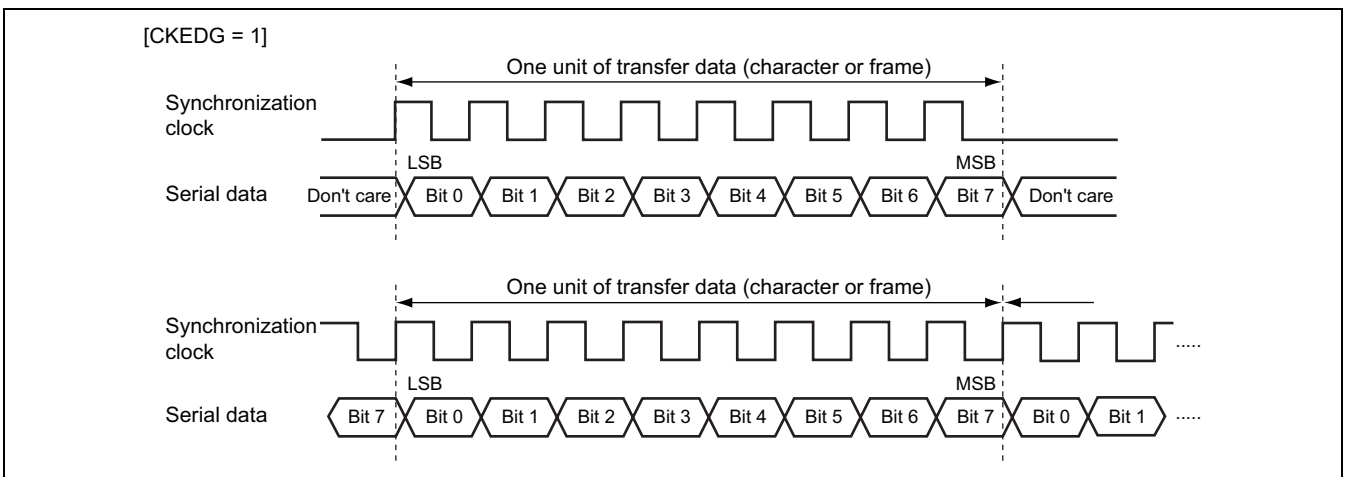 [CKEDG = 1]
One unit of transfer data (character or frame)
Synchronization
clock
LSB MSB
Serial data Don't care Bit 0 Bit 1 Bit 2 Bit 3 Bit 4 Bit 5 Bit 6 Bit 7 Don't care
One unit of transfer data (character or frame)
Synchronization
clock .....
LSB MSB
Serial data Bit 7 Bit 0 Bit 1 Bit 2 Bit 3 Bit 4 Bit 5 Bit 6 Bit 7 Bit 0 Bit 1 .....